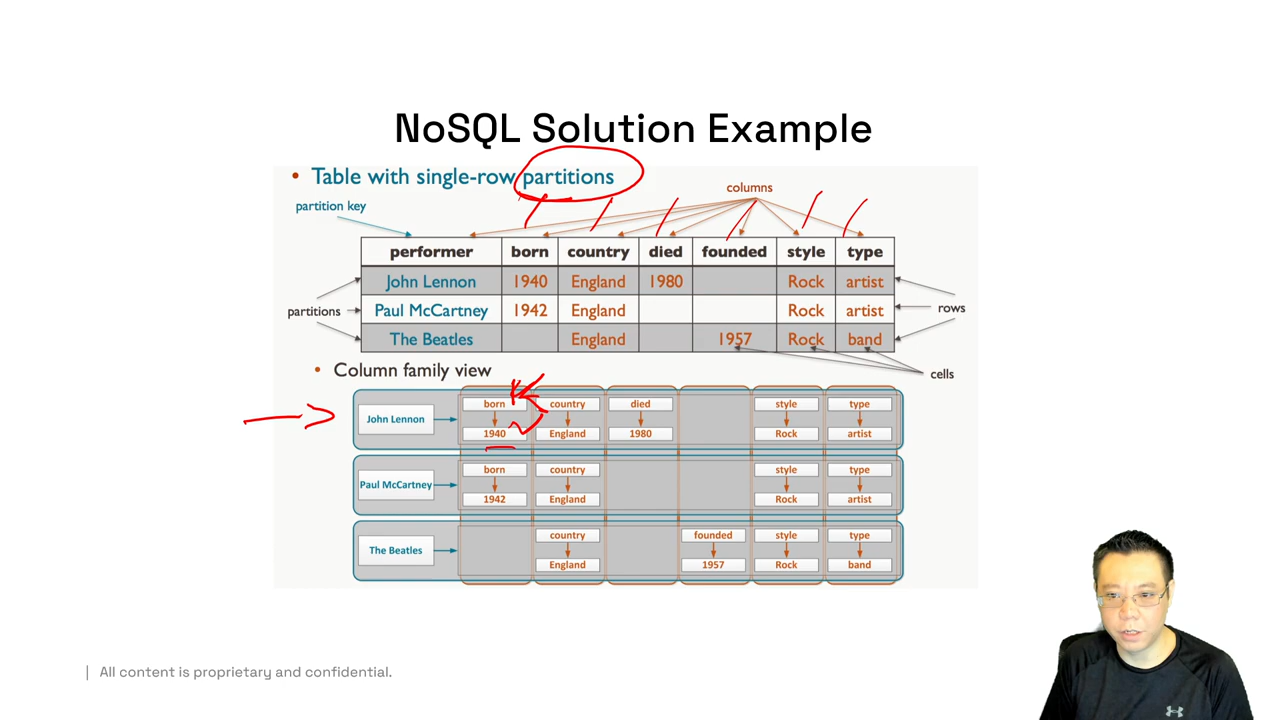 NoSQL Solution Example
• Table with single-row partitions
columns
partition key
performer born country died founded style type
John Lennon 1940 England 1980 Rock artist
partitions Paul McCartney 1942 England Rock artist rows
The Beatles England 1957 Rock band
• Column family view
cells
born country died style type
John Lennon
1940 England 1980 Rock artist
born country style type
Paul McCartney
1942 England Rock artist
country founded style type
The Beatles
England 1957 Rock band
| All content is proprietary and confidential.